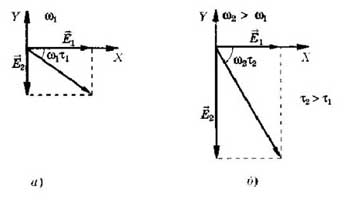 Y ω₁
E⃗₁
X
ω₁τ₁
E⃗₂
а)
Y ω₂ > ω₁
E⃗₁
X
ω₂τ₂
E⃗₂
τ₂ > τ₁
б)